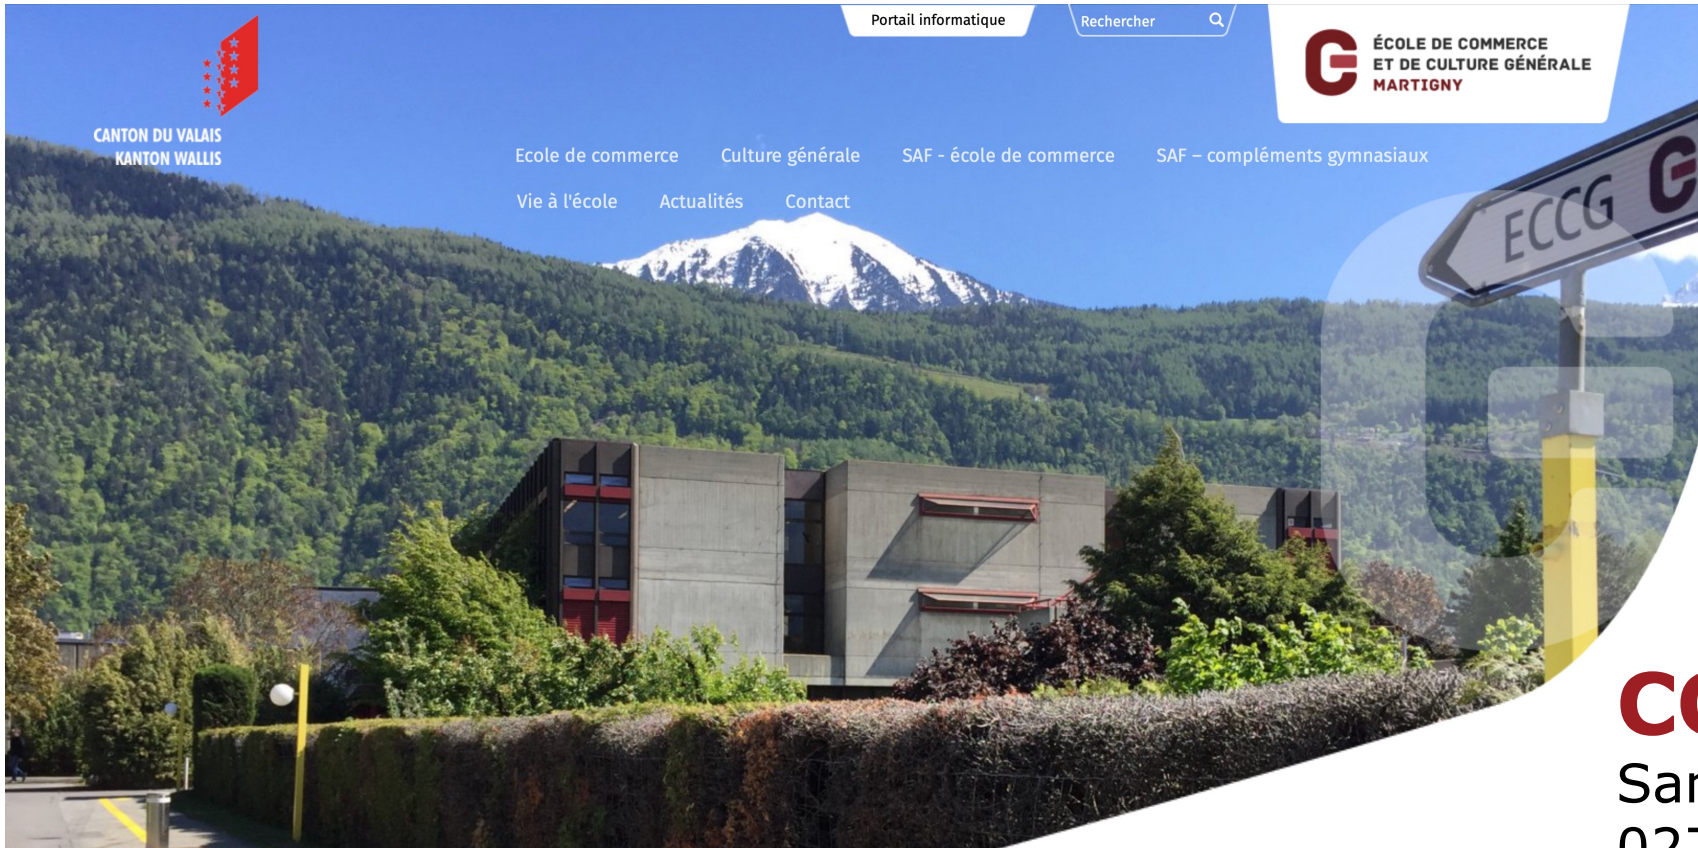 Portail informatique
Rechercher
ÉCOLE DE COMMERCE
ET DE CULTURE GÉNÉRALE
MARTIGNY
CANTON DU VALAIS
KANTON WALLIS
Ecole de commerce Culture générale SAF - école de commerce SAF – compléments gymnasiaux
Vie à l'école Actualités Contact
ECCG